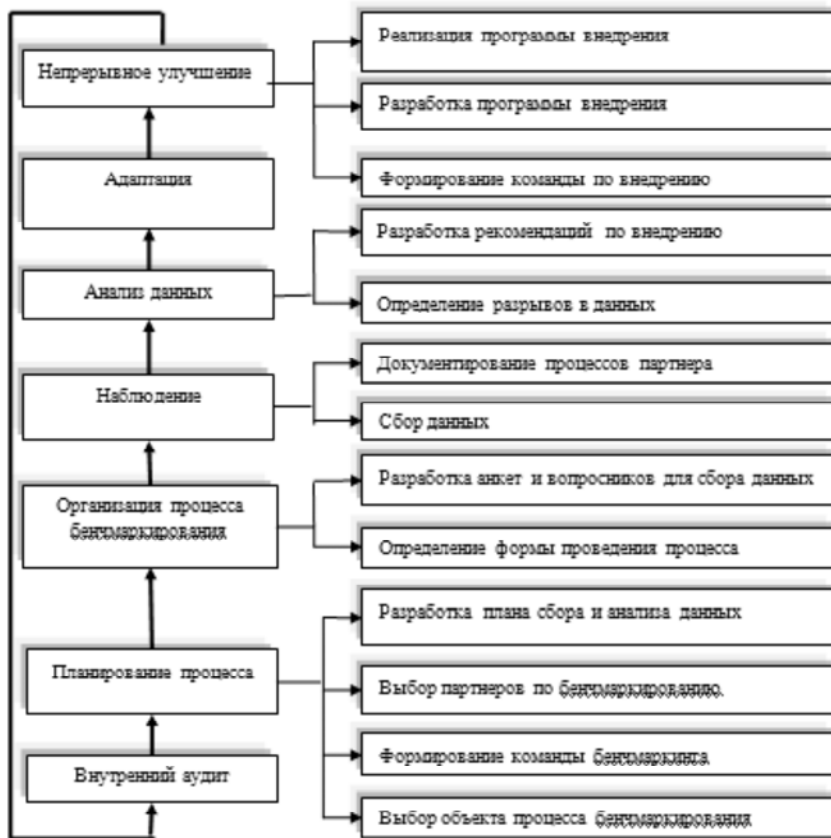 Реализация программы внедрения
Непрерывное улучшение
Разработка программы внедрения
Адаптация
Формирование команды по внедрению
Разработка рекомендаций по внедрению
Анализ данных
Определение разрывов в данных
Документирование процессов партнера
Наблюдение
Сбор данных
Разработка анкет и вопросников для сбора данных
Организация процесса
бенчмаркирования
Определение формы проведения процесса
Разработка плана сбора и анализа данных
Планирование процесса
Выбор партнеров по бенчмаркированию.
Формирование команды бенчмаркинга
Внутренний аудит
Выбор объекта процесса бенчмаркирования